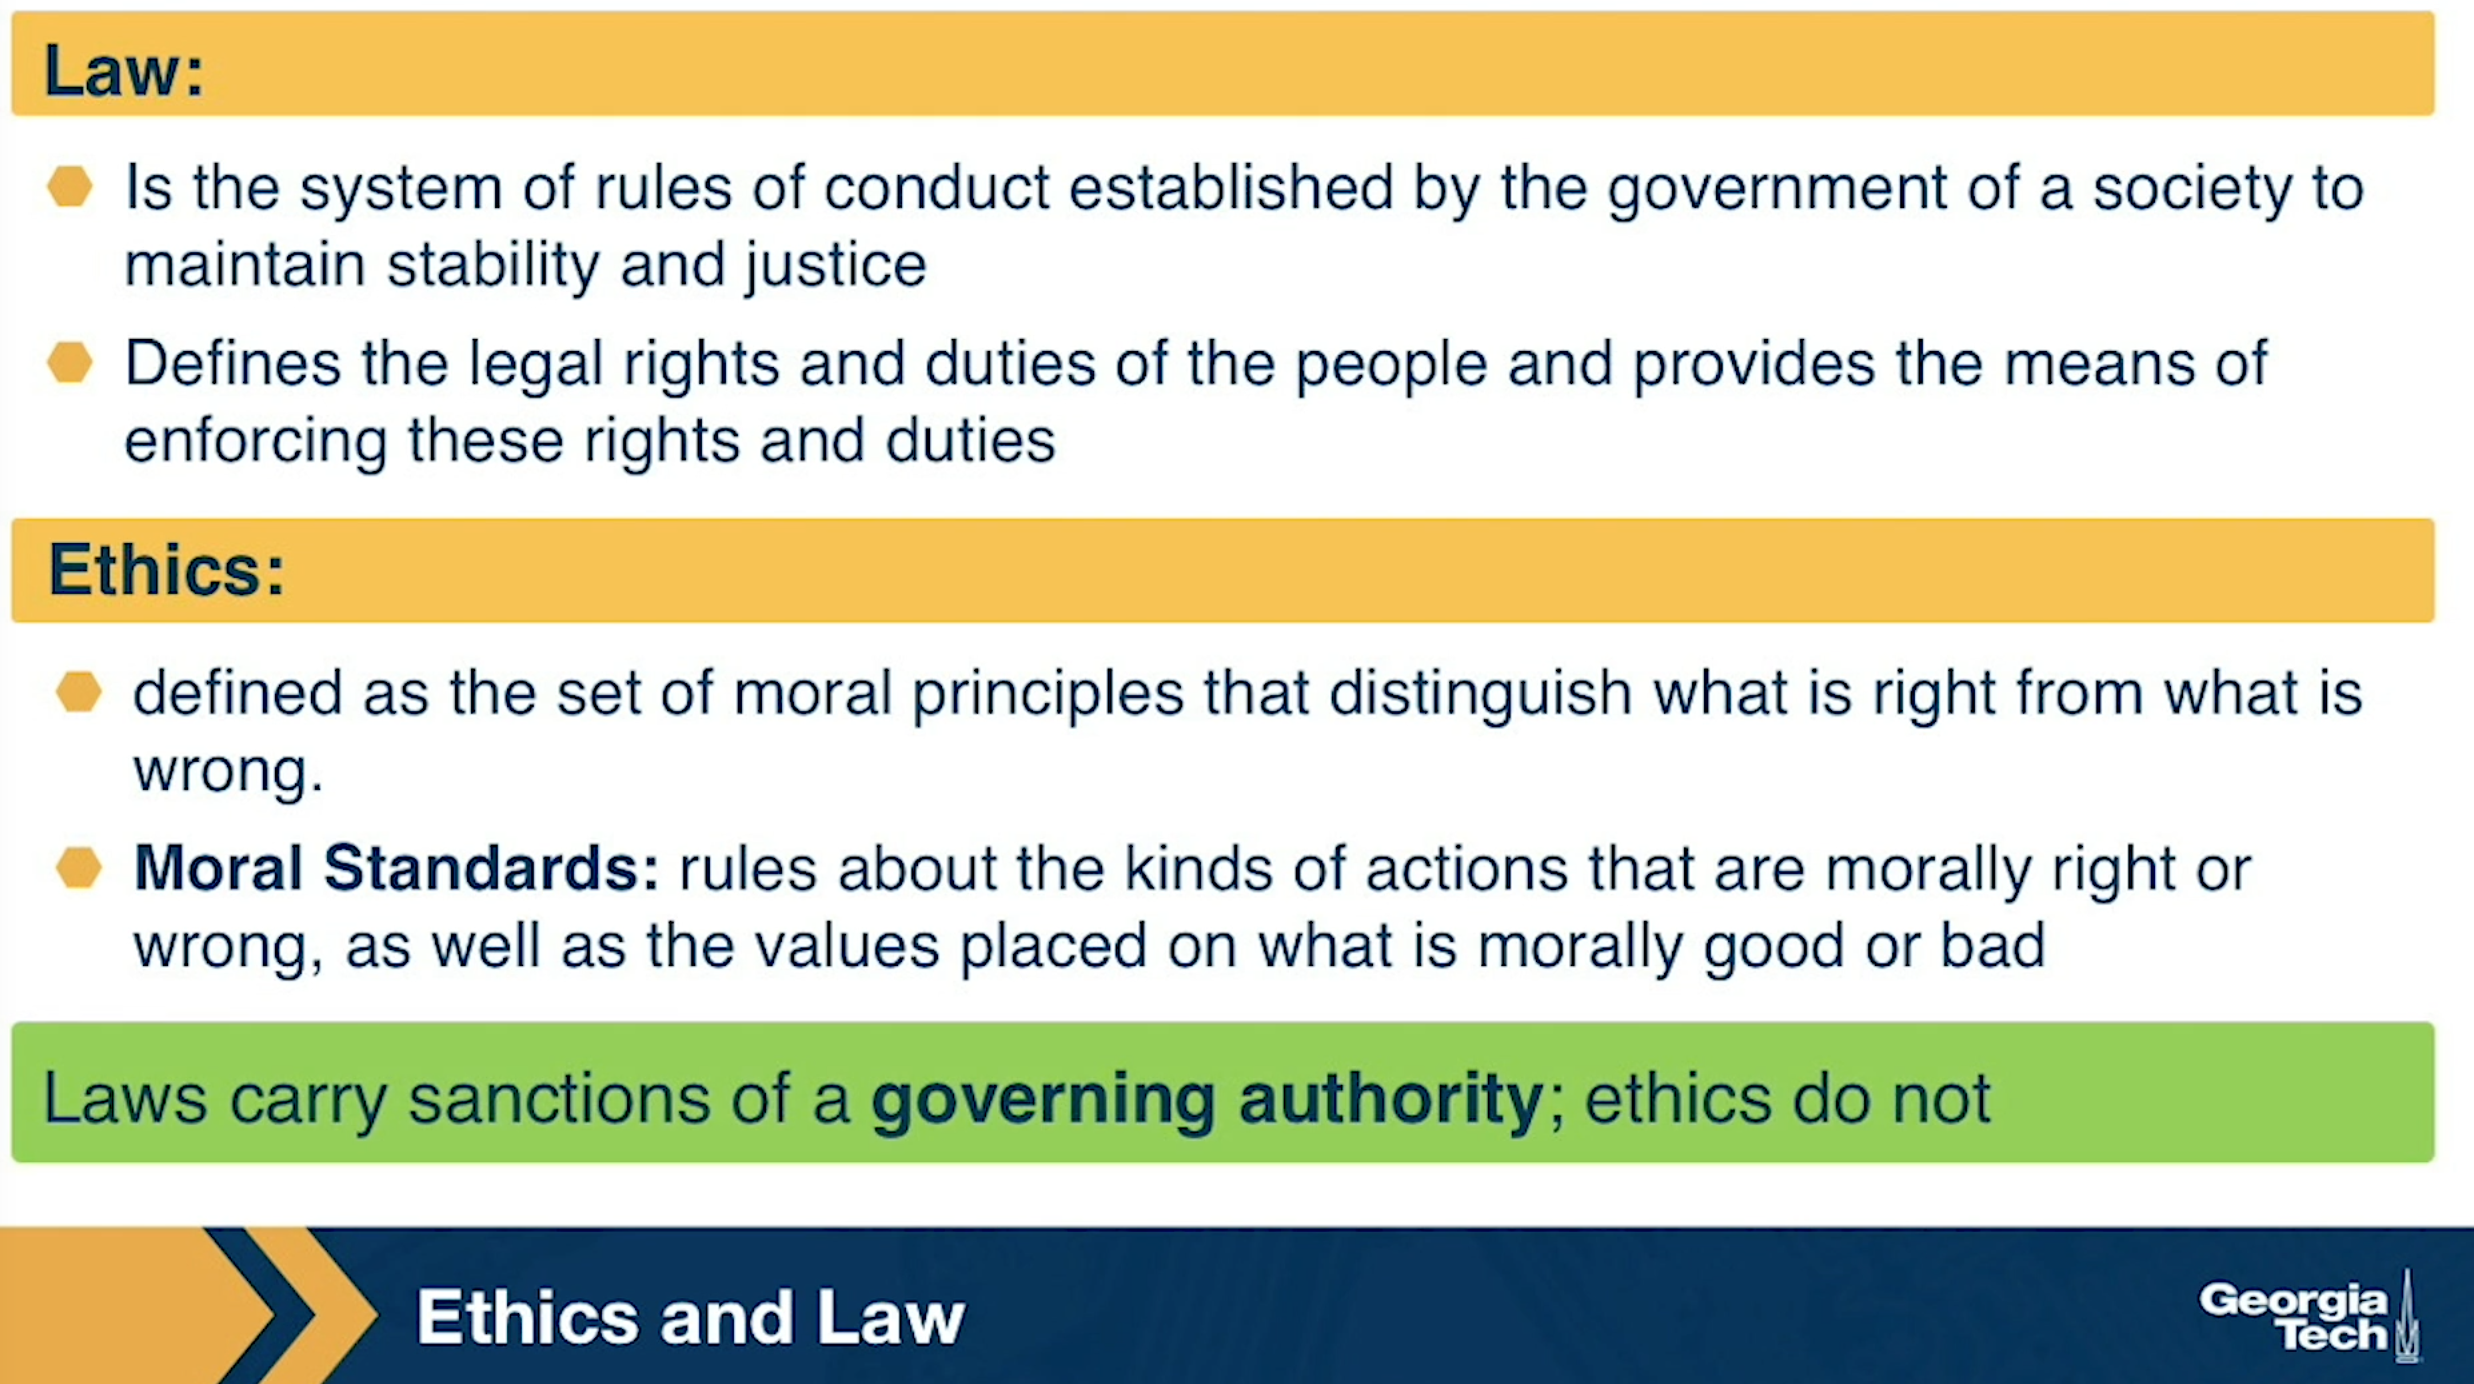 Law:
Is the system of rules of conduct established by the government of a society to
maintain stability and justice
Defines the legal rights and duties of the people and provides the means of
enforcing these rights and duties
Ethics:
defined as the set of moral principles that distinguish what is right from what is
wrong.
Moral Standards: rules about the kinds of actions that are morally right or
wrong, as well as the values placed on what is morally good or bad
Laws carry sanctions of a governing authority; ethics do not
Ethics and Law
Georgia
Tech